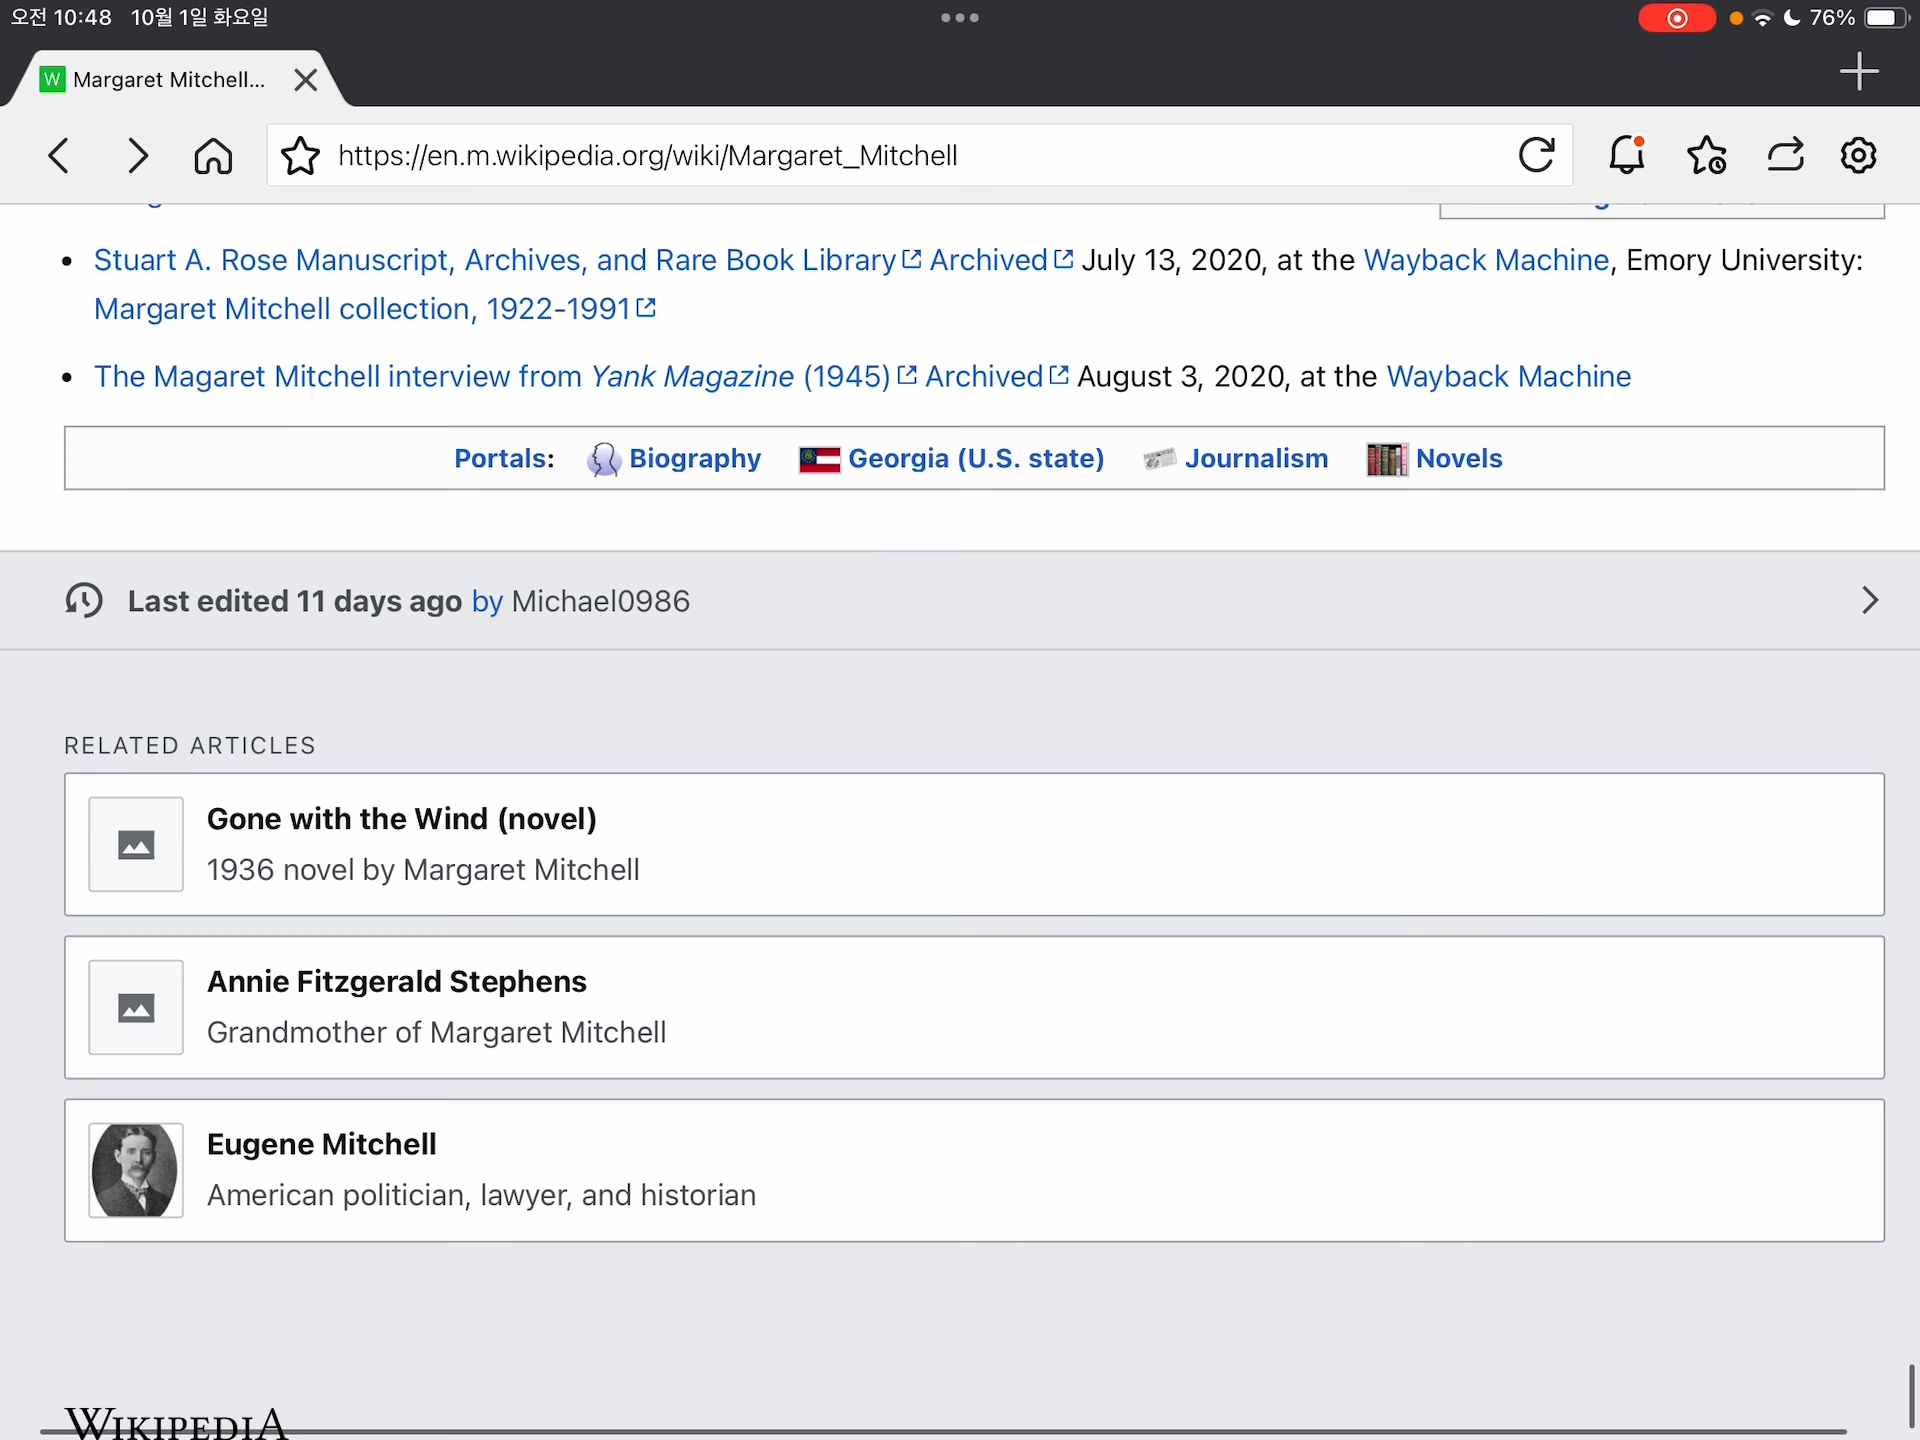 오전 10:48 10월 1일 화요일
76%
W Margaret Mitchell...
https://en.m.wikipedia.org/wiki/Margaret_Mitchell
Stuart A. Rose Manuscript, Archives, and Rare Book Library Archived July 13, 2020, at the Wayback Machine, Emory University:
Margaret Mitchell collection, 1922-1991
The Magaret Mitchell interview from Yank Magazine (1945) Archived August 3, 2020, at the Wayback Machine
Portals: Biography Georgia (U.S. state) Journalism Novels
Last edited 11 days ago by Michael0986
RELATED ARTICLES
Gone with the Wind (novel)
1936 novel by Margaret Mitchell
Annie Fitzgerald Stephens
Grandmother of Margaret Mitchell
Eugene Mitchell
American politician, lawyer, and historian
WIKIPEDIA